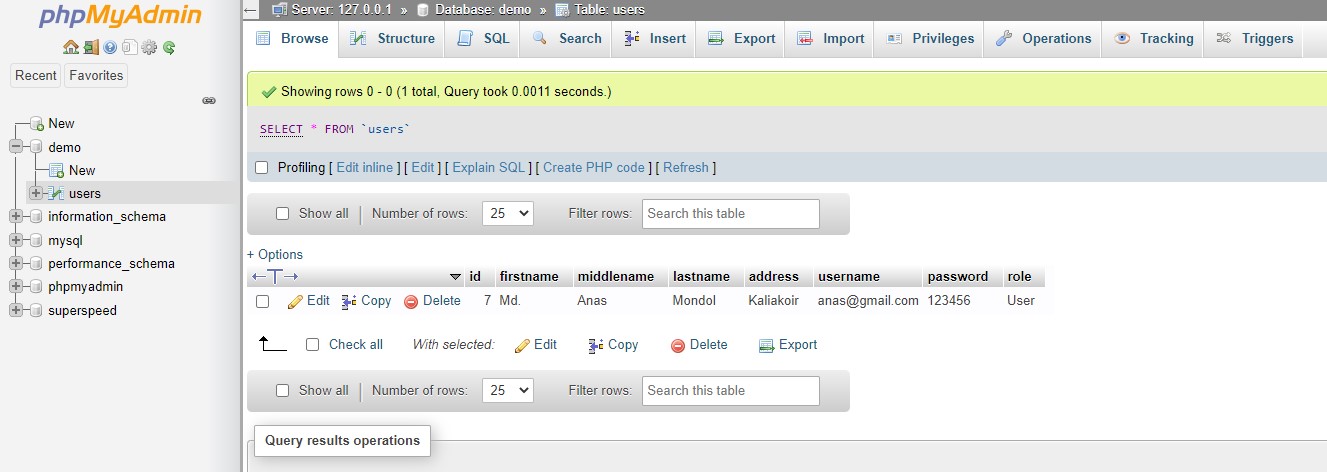 phpMyAdmin
Recent Favorites
New
demo
New
users
information_schema
mysql
performance_schema
phpmyadmin
superspeed
Server: 127.0.0.1 » Database: demo » Table: users
Browse Structure SQL Search Insert Export Import Privileges Operations Tracking Triggers
Showing rows 0 - 0 (1 total, Query took 0.0011 seconds.)
SELECT * FROM `users`
Profiling [ Edit inline ] [ Edit ] [ Explain SQL ] [ Create PHP code ] [ Refresh ]
Show all | Number of rows: 25 Filter rows: Search this table
+ Options
←T→ id firstname middlename lastname address username password role
Edit Copy Delete 7 Md. Anas Mondol Kaliakoir anas@gmail.com 123456 User
Check all With selected: Edit Copy Delete Export
Show all | Number of rows: 25 Filter rows: Search this table
Query results operations